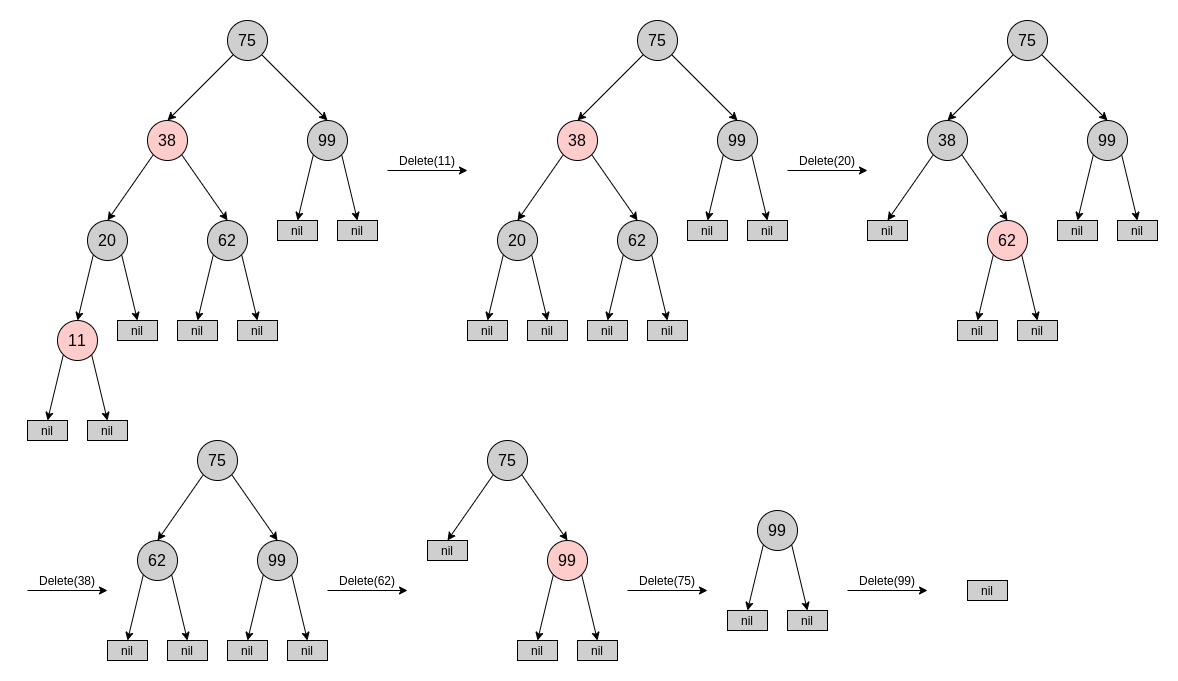 75 75 75
38 99 Delete(11) 38 99 Delete(20) 38 99
20 62 nil nil 20 62 nil nil nil 62 nil nil
11 nil nil nil nil nil nil nil nil nil
nil nil
75 75
99
62 99 nil 99
Delete(38) Delete(62) Delete(75) Delete(99) nil
nil nil
nil nil nil nil nil nil